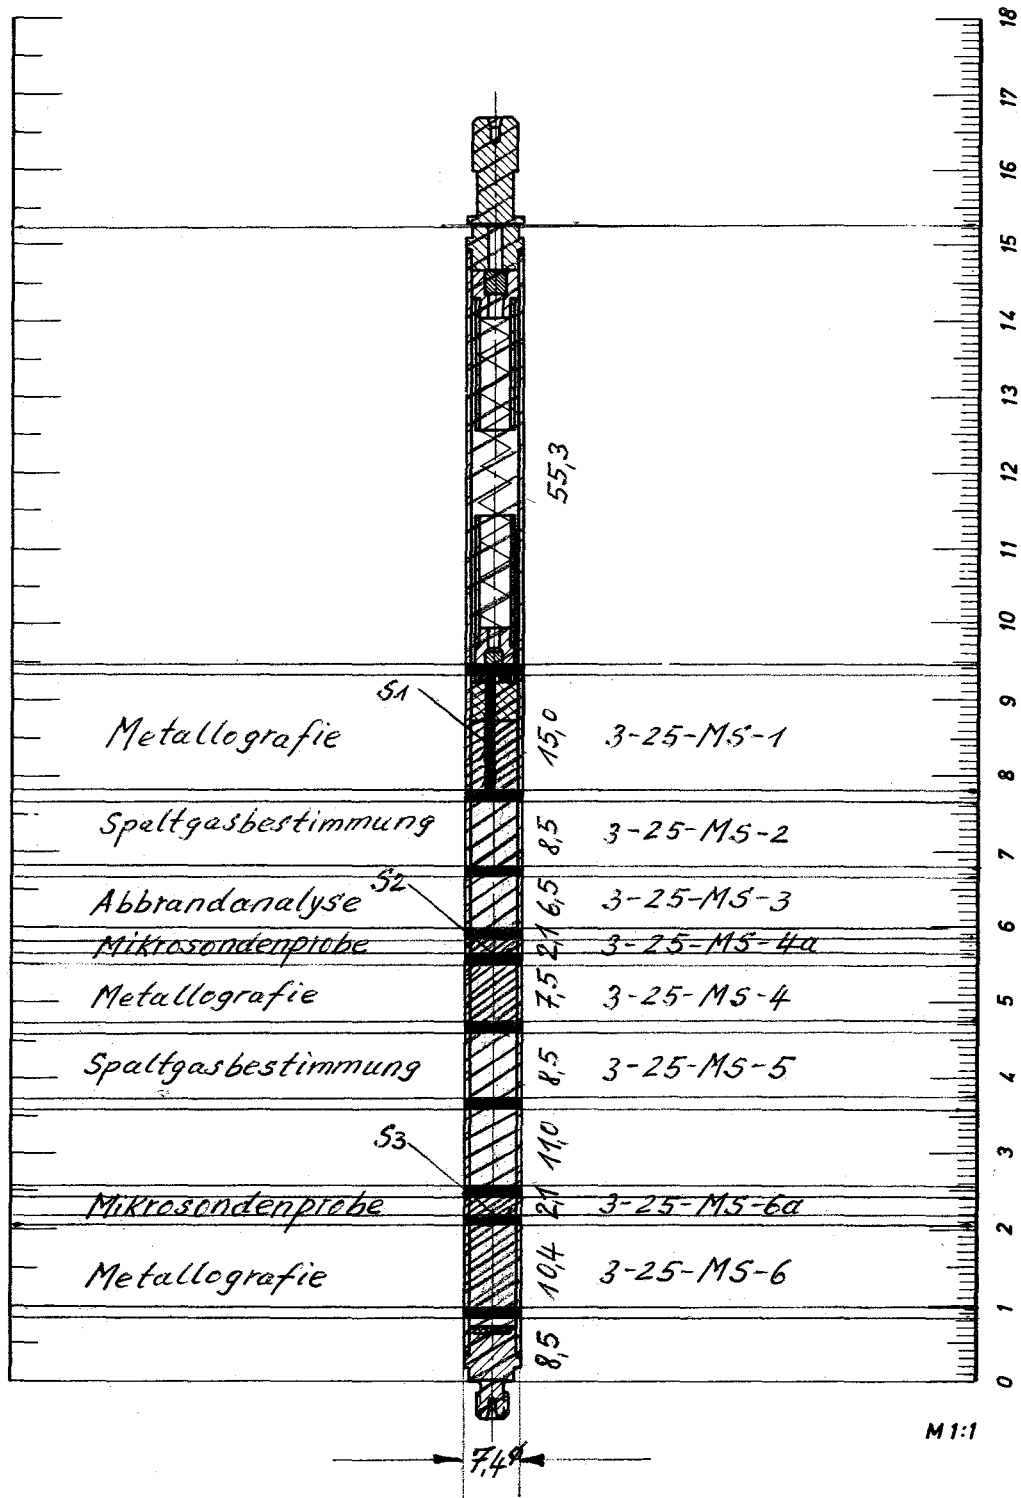 18
17
16
15
14
13
12
55,3
11
10
9
S1
Metallografie 15,0 3-25-MS-1
8
Spaltgasbestimmung 8,5 3-25-MS-2
7
S2
Abbrandanalyse 6,5 3-25-MS-3
6
Mikrosondenprobe 2,1 3-25-MS-4a
Metallografie 7,5 3-25-MS-4
5
Spaltgasbestimmung 8,5 3-25-MS-5
4
S3 11,0
3
Mikrosondenprobe 2,1 3-25-MS-6a
2
Metallografie 10,4 3-25-MS-6
1
8,5
0
M 1:1
7,4ø